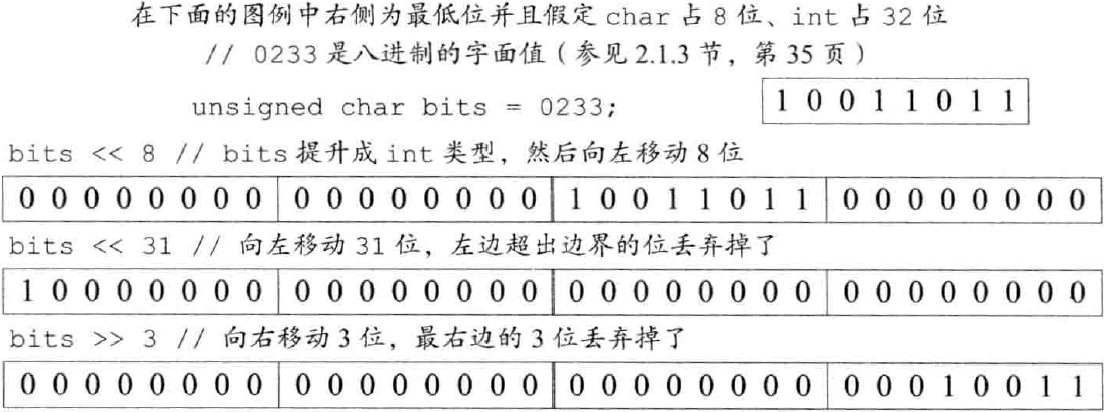 在下面的图例中右侧为最低位并且假定 char 占 8 位、int 占 32 位
// 0233 是八进制的字面值（参见 2.1.3 节，第 35 页）
unsigned char bits = 0233; 1 0 0 1 1 0 1 1
bits << 8 // bits 提升成 int 类型，然后向左移动 8 位
0 0 0 0 0 0 0 0 0 0 0 0 0 0 0 0 1 0 0 1 1 0 1 1 0 0 0 0 0 0 0 0
bits << 31 // 向左移动 31 位，左边超出边界的位丢弃掉了
1 0 0 0 0 0 0 0 0 0 0 0 0 0 0 0 0 0 0 0 0 0 0 0 0 0 0 0 0 0 0 0
bits >> 3 // 向右移动 3 位，最右边的 3 位丢弃掉了
0 0 0 0 0 0 0 0 0 0 0 0 0 0 0 0 0 0 0 0 0 0 0 0 0 0 0 1 0 0 1 1